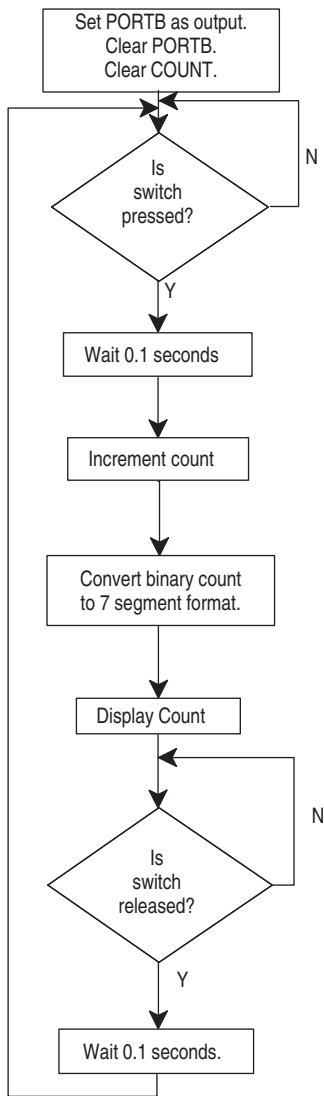 Set PORTB as output.
Clear PORTB.
Clear COUNT.
N
Is
switch
pressed?
Y
Wait 0.1 seconds
Increment count
Convert binary count
to 7 segment format.
Display Count
N
Is
switch
released?
Y
Wait 0.1 seconds.